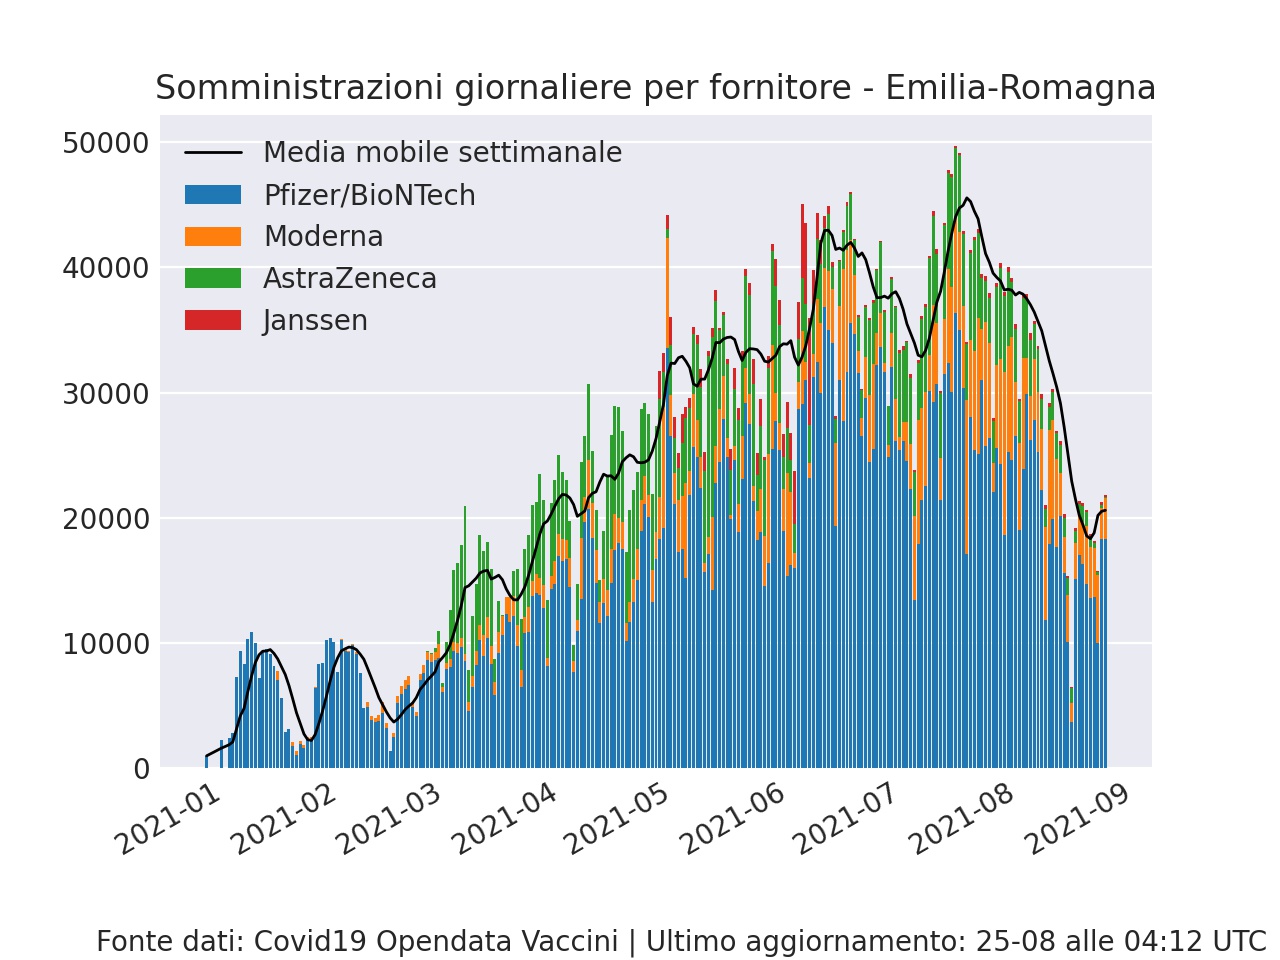 Somministrazioni giornaliere per fornitore - Emilia-Romagna
50000
40000
30000
20000
10000
0
Media mobile settimanale
Pfizer/BioNTech
Moderna
AstraZeneca
Janssen
2021-01
2021-02
2021-03
2021-04
2021-05
2021-06
2021-07
2021-08
2021-09
Fonte dati: Covid19 Opendata Vaccini | Ultimo aggiornamento: 25-08 alle 04:12 UTC